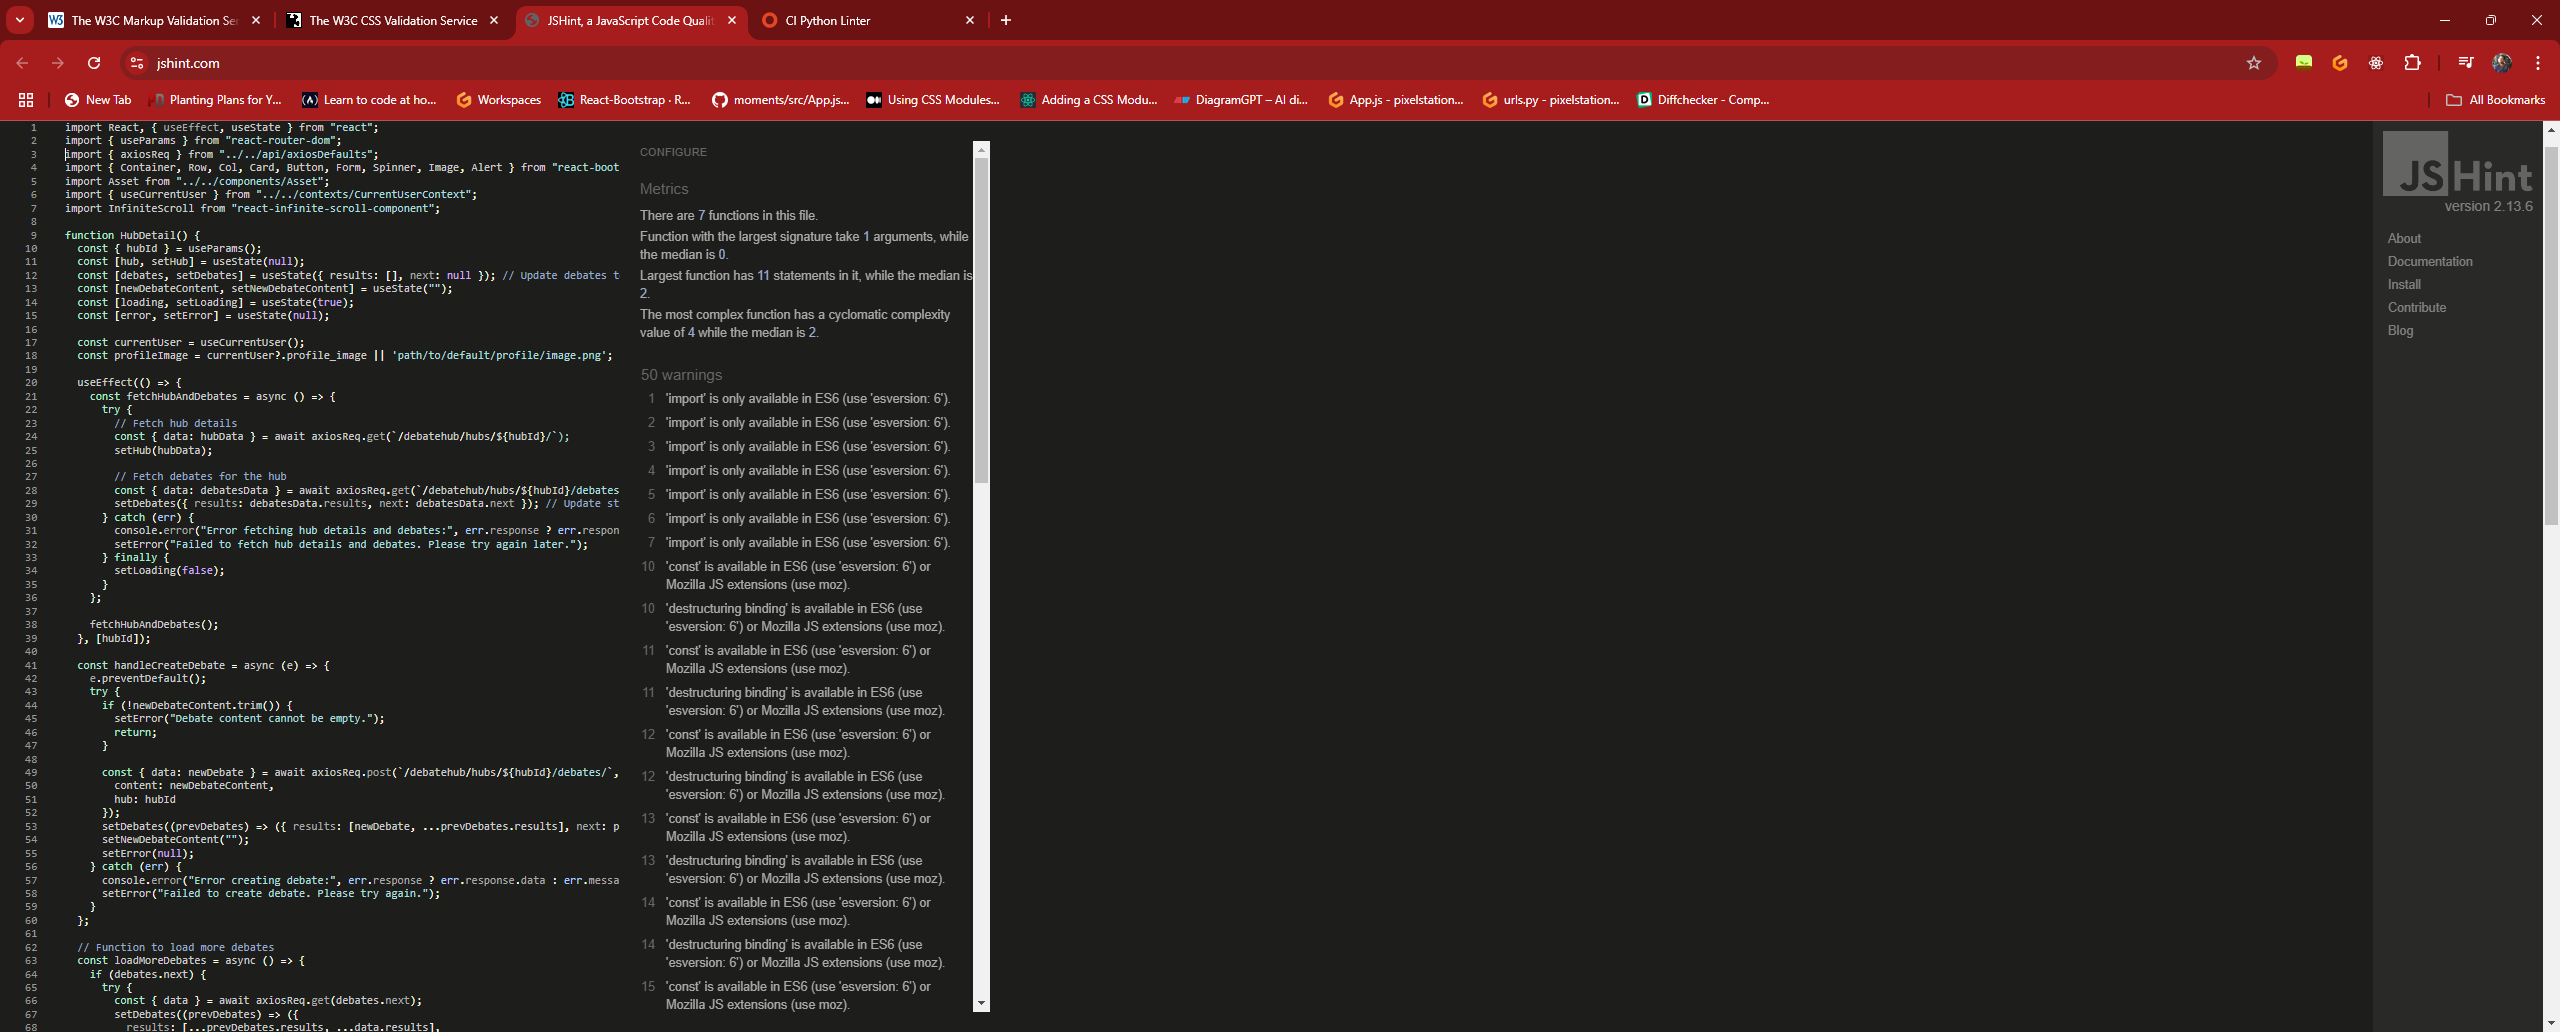 The W3C Markup Validation Se
The W3C CSS Validation Service
JSHint, a JavaScript Code Qualit
CI Python Linter
jshint.com
New Tab
Planting Plans for Y...
Learn to code at ho...
Workspaces
React-Bootstrap · R...
moments/src/App.js...
Using CSS Modules...
Adding a CSS Modu...
DiagramGPT – AI di...
App.js - pixelstation...
urls.py - pixelstation...
Diffchecker - Comp...
All Bookmarks
1 import React, { useEffect, useState } from "react";
2 import { useParams } from "react-router-dom";
3 import { axiosReq } from "../../api/axiosDefaults";
4 import { Container, Row, Col, Card, Button, Form, Spinner, Image, Alert } from "react-boot
5 import Asset from "../../components/Asset";
6 import { useCurrentUser } from "../../contexts/CurrentUserContext";
7 import InfiniteScroll from "react-infinite-scroll-component";
8
9 function HubDetail() {
10 const { hubId } = useParams();
11 const [hub, setHub] = useState(null);
12 const [debates, setDebates] = useState({ results: [], next: null }); // Update debates t
13 const [newDebateContent, setNewDebateContent] = useState("");
14 const [loading, setLoading] = useState(true);
15 const [error, setError] = useState(null);
16
17 const currentUser = useCurrentUser();
18 const profileImage = currentUser?.profile_image || 'path/to/default/profile/image.png';
19
20 useEffect(() => {
21 const fetchHubAndDebates = async () => {
22 try {
23 // Fetch hub details
24 const { data: hubData } = await axiosReq.get(`/debatehub/hubs/${hubId}/`);
25 setHub(hubData);
26
27 // Fetch debates for the hub
28 const { data: debatesData } = await axiosReq.get(`/debatehub/hubs/${hubId}/debates
29 setDebates({ results: debatesData.results, next: debatesData.next }); // Update st
30 } catch (err) {
31 console.error("Error fetching hub details and debates:", err.response ? err.respon
32 setError("Failed to fetch hub details and debates. Please try again later.");
33 } finally {
34 setLoading(false);
35 }
36 };
37
38 fetchHubAndDebates();
39 }, [hubId]);
40
41 const handleCreateDebate = async (e) => {
42 e.preventDefault();
43 try {
44 if (!newDebateContent.trim()) {
45 setError("Debate content cannot be empty.");
46 return;
47 }
48
49 const { data: newDebate } = await axiosReq.post(`/debatehub/hubs/${hubId}/debates/`,
50 content: newDebateContent,
51 hub: hubId
52 });
53 setDebates((prevDebates) => ({ results: [newDebate, ...prevDebates.results], next: p
54 setNewDebateContent("");
55 setError(null);
56 } catch (err) {
57 console.error("Error creating debate:", err.response ? err.response.data : err.messa
58 setError("Failed to create debate. Please try again.");
59 }
60 };
61
62 // Function to load more debates
63 const loadMoreDebates = async () => {
64 if (debates.next) {
65 try {
66 const { data } = await axiosReq.get(debates.next);
67 setDebates((prevDebates) => ({
68 results: [...prevDebates.results, ...data.results],
CONFIGURE
Metrics
There are 7 functions in this file.
Function with the largest signature take 1 arguments, while
the median is 0.
Largest function has 11 statements in it, while the median is
2.
The most complex function has a cyclomatic complexity
value of 4 while the median is 2.
50 warnings
1 'import' is only available in ES6 (use 'esversion: 6').
2 'import' is only available in ES6 (use 'esversion: 6').
3 'import' is only available in ES6 (use 'esversion: 6').
4 'import' is only available in ES6 (use 'esversion: 6').
5 'import' is only available in ES6 (use 'esversion: 6').
6 'import' is only available in ES6 (use 'esversion: 6').
7 'import' is only available in ES6 (use 'esversion: 6').
10 'const' is available in ES6 (use 'esversion: 6') or
Mozilla JS extensions (use moz).
10 'destructuring binding' is available in ES6 (use
'esversion: 6') or Mozilla JS extensions (use moz).
11 'const' is available in ES6 (use 'esversion: 6') or
Mozilla JS extensions (use moz).
11 'destructuring binding' is available in ES6 (use
'esversion: 6') or Mozilla JS extensions (use moz).
12 'const' is available in ES6 (use 'esversion: 6') or
Mozilla JS extensions (use moz).
12 'destructuring binding' is available in ES6 (use
'esversion: 6') or Mozilla JS extensions (use moz).
13 'const' is available in ES6 (use 'esversion: 6') or
Mozilla JS extensions (use moz).
13 'destructuring binding' is available in ES6 (use
'esversion: 6') or Mozilla JS extensions (use moz).
14 'const' is available in ES6 (use 'esversion: 6') or
Mozilla JS extensions (use moz).
14 'destructuring binding' is available in ES6 (use
'esversion: 6') or Mozilla JS extensions (use moz).
15 'const' is available in ES6 (use 'esversion: 6') or
Mozilla JS extensions (use moz).
JSHint
version 2.13.6
About
Documentation
Install
Contribute
Blog